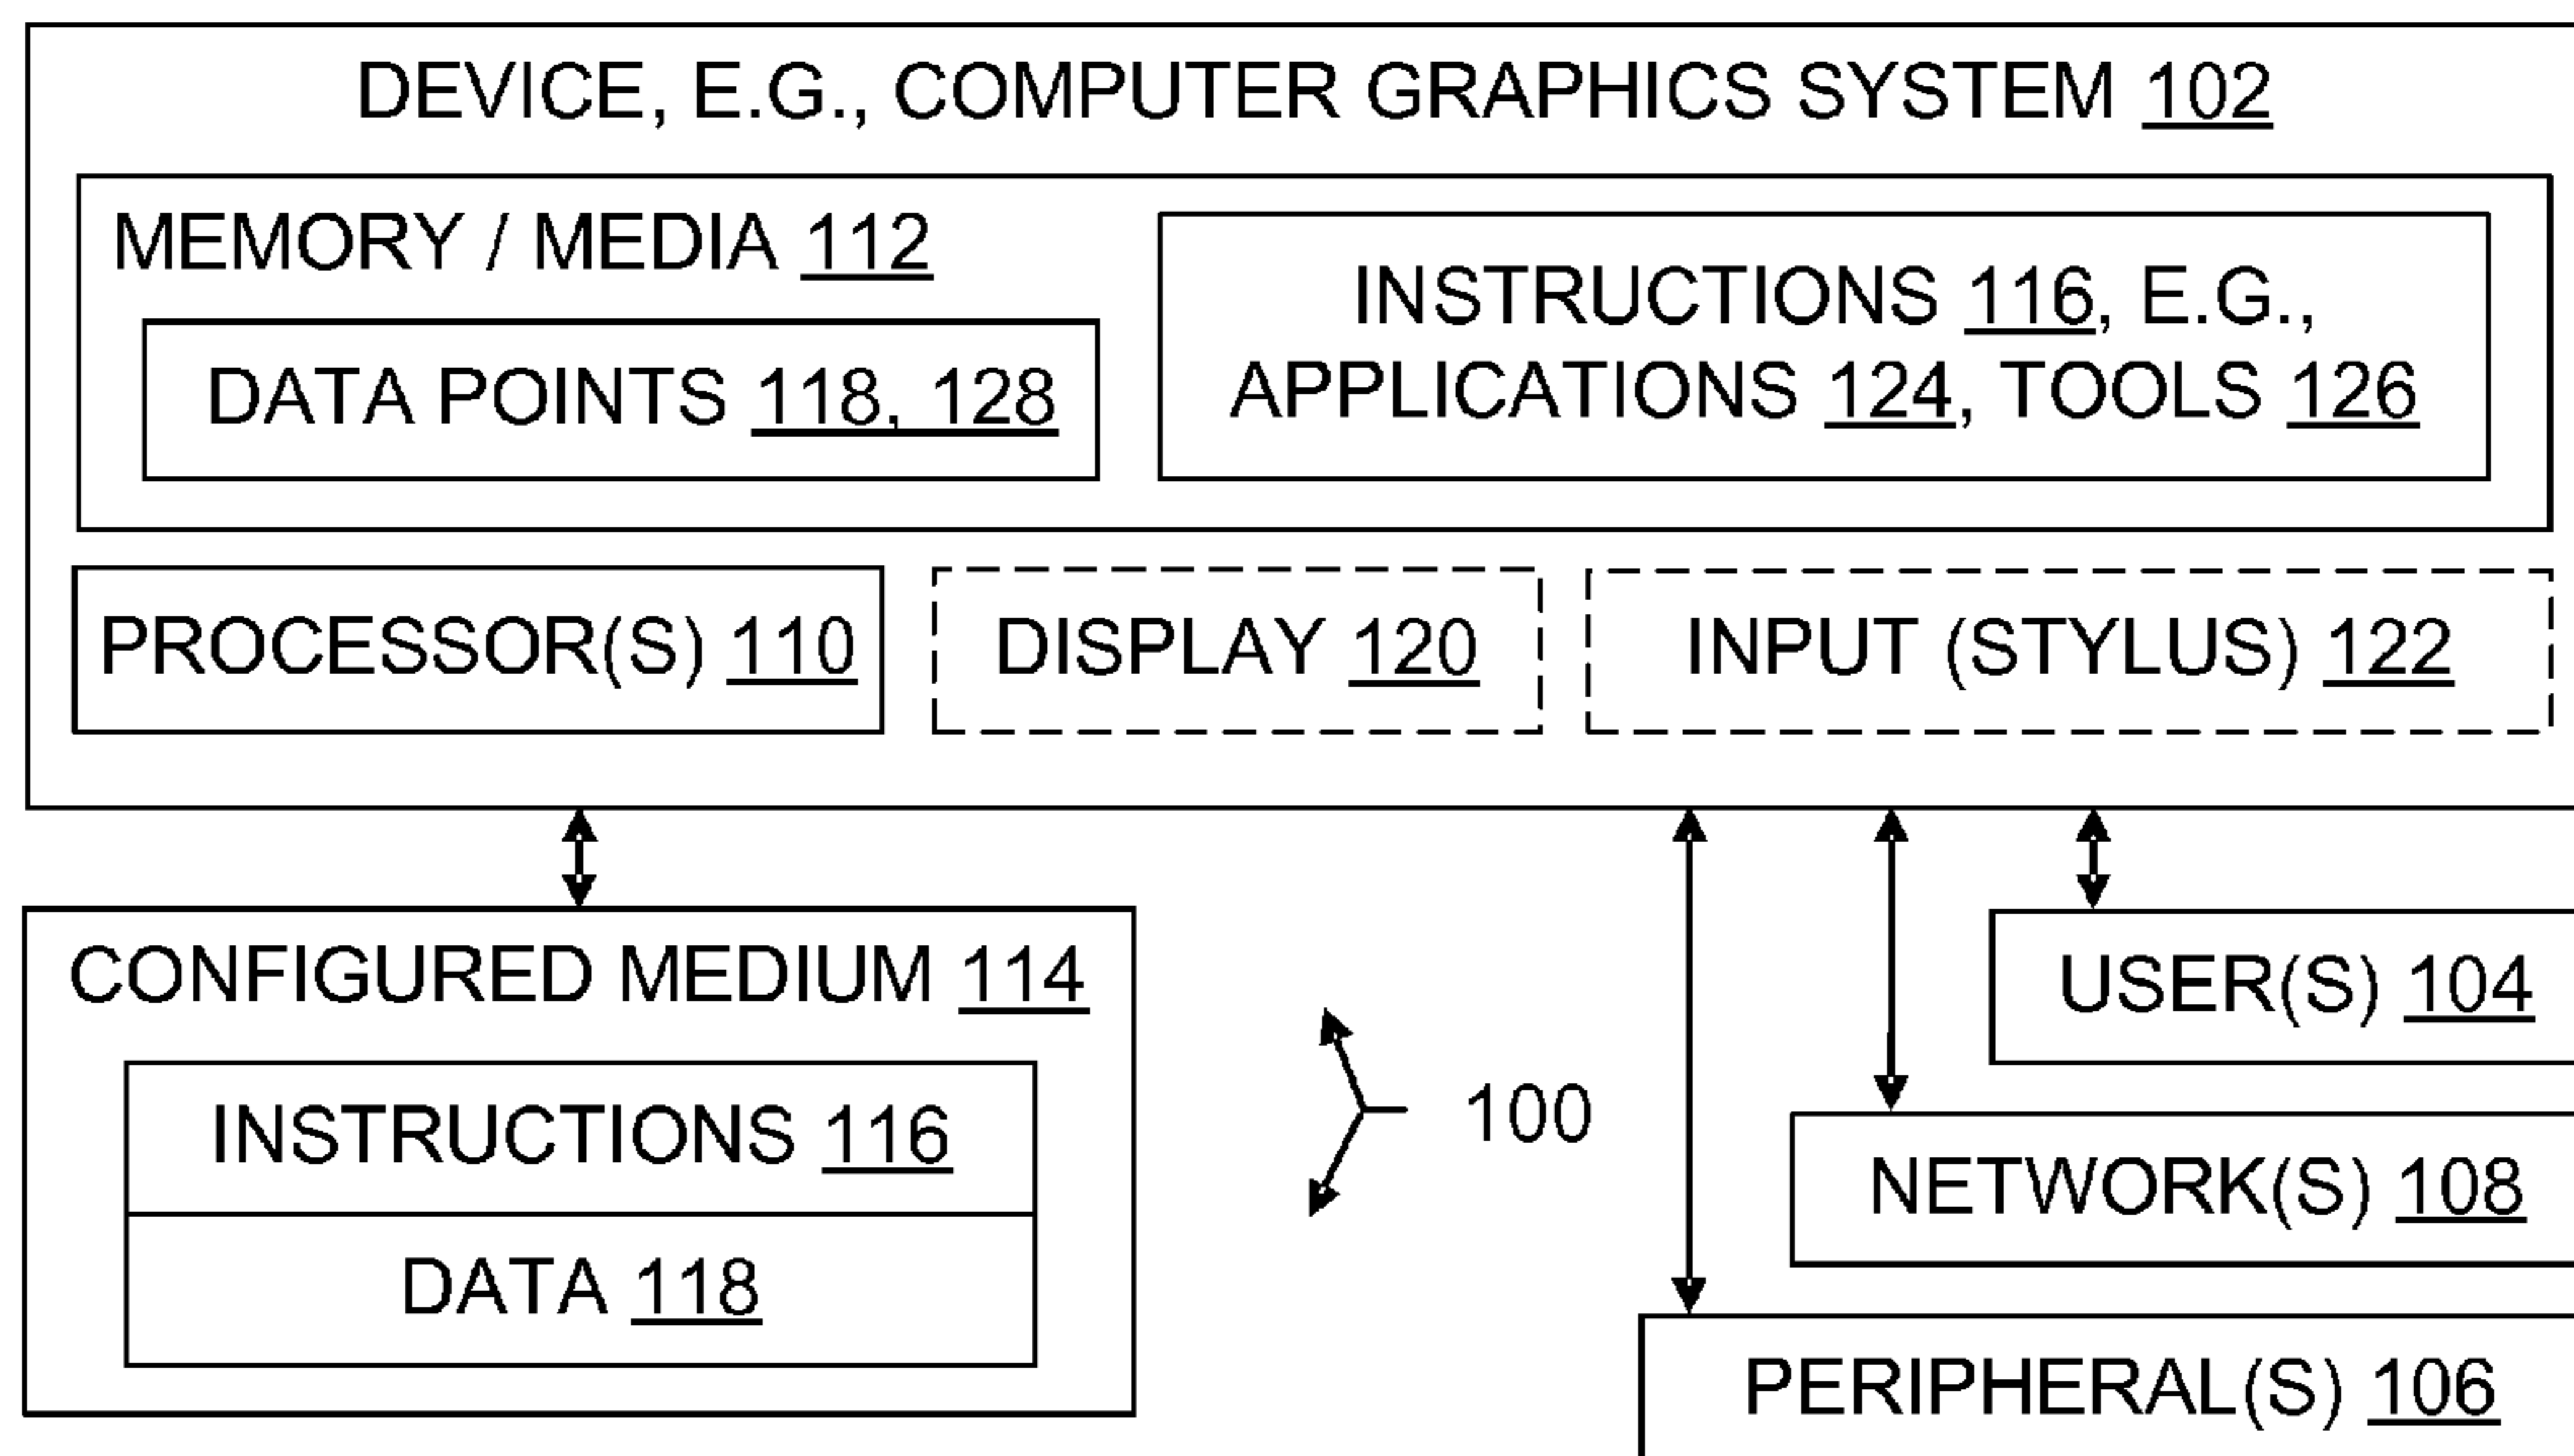 DEVICE, E.G., COMPUTER GRAPHICS SYSTEM 102
MEMORY / MEDIA 112
DATA POINTS 118, 128
INSTRUCTIONS 116, E.G.,
APPLICATIONS 124, TOOLS 126
PROCESSOR(S) 110
DISPLAY 120
INPUT (STYLUS) 122
CONFIGURED MEDIUM 114
INSTRUCTIONS 116
DATA 118
100
USER(S) 104
NETWORK(S) 108
PERIPHERAL(S) 106